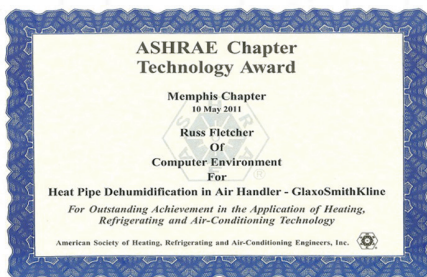 ASHRAE Chapter
Technology Award
Memphis Chapter
10 May 2011
Russ Fletcher
Of
Computer Environment
For
Heat Pipe Dehumidification in Air Handler - GlaxoSmithKline
For Outstanding Achievement in the Application of Heating,
Refrigerating and Air-Conditioning Technology
American Society of Heating, Refrigerating and Air-Conditioning Engineers, Inc.